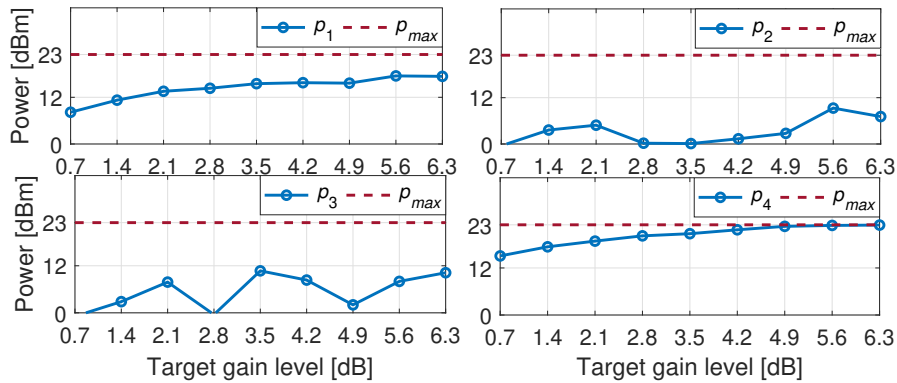 Power [dBm]
23
12
0
0.7 1.4 2.1 2.8 3.5 4.2 4.9 5.6 6.3
p1 pmax
23
12
0
0.7 1.4 2.1 2.8 3.5 4.2 4.9 5.6 6.3
p2 pmax
Power [dBm]
23
12
0
0.7 1.4 2.1 2.8 3.5 4.2 4.9 5.6 6.3
Target gain level [dB]
p3 pmax
23
12
0
0.7 1.4 2.1 2.8 3.5 4.2 4.9 5.6 6.3
Target gain level [dB]
p4 pmax